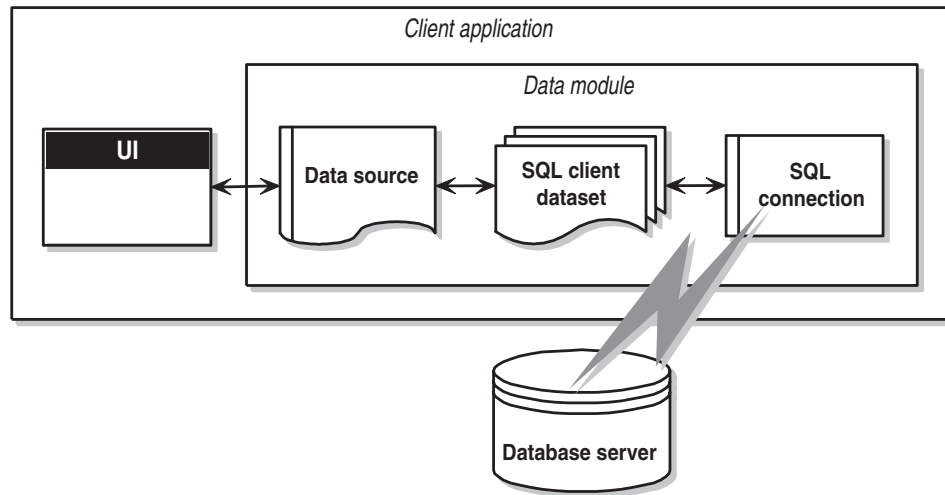 Client application
Data module
UI
Data source
SQL client
dataset
SQL
connection
Database server